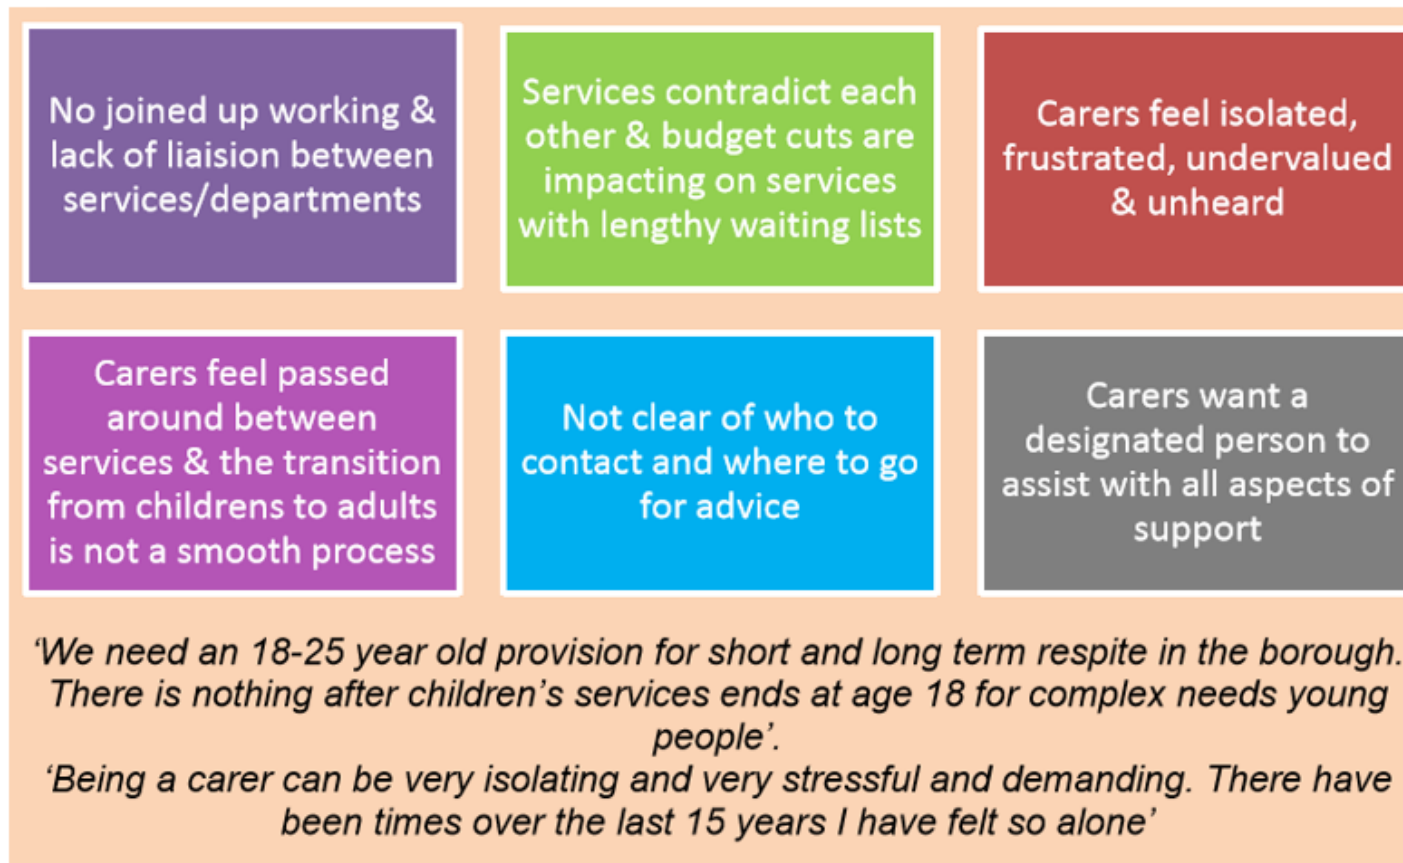 No joined up working &
lack of liaision between
services/departments
Services contradict each
other & budget cuts are
impacting on services
with lengthy waiting lists
Carers feel isolated,
frustrated, undervalued
& unheard
Carers feel passed
around between
services & the transition
from childrens to adults
is not a smooth process
Not clear of who to
contact and where to go
for advice
Carers want a
designated person to
assist with all aspects of
support
‘We need an 18-25 year old provision for short and long term respite in the borough.
There is nothing after children’s services ends at age 18 for complex needs young
people’.
‘Being a carer can be very isolating and very stressful and demanding. There have
been times over the last 15 years I have felt so alone’